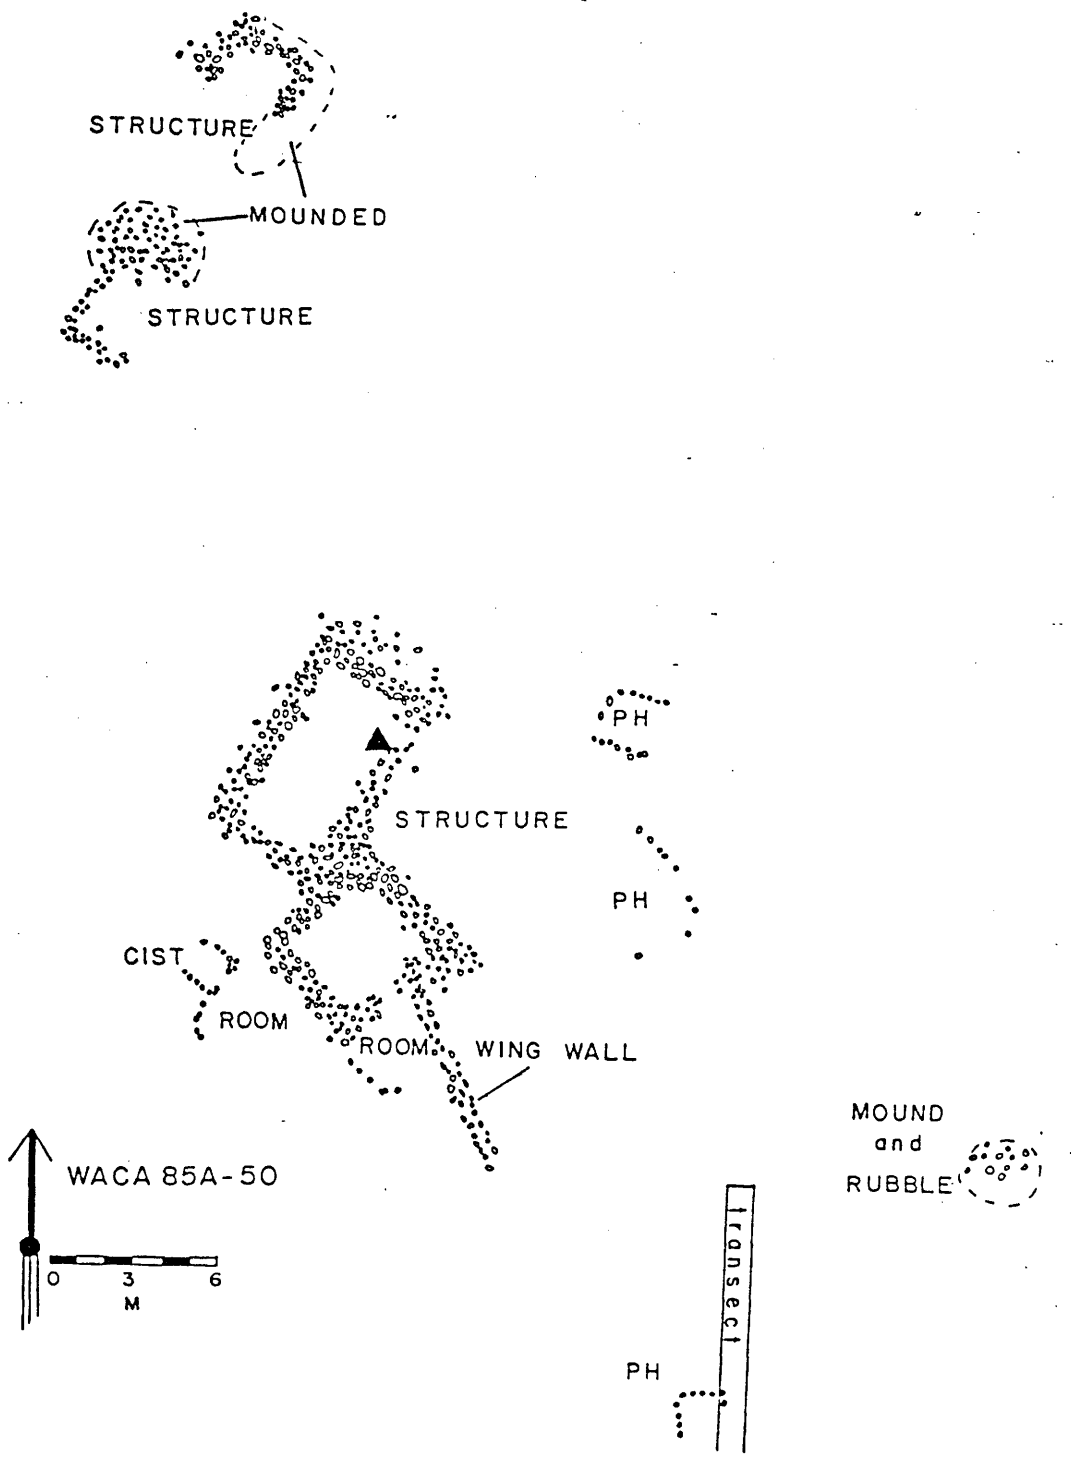 STRUCTURE
MOUNDED
STRUCTURE
PH
STRUCTURE
PH
CIST
ROOM
ROOM
WING WALL
MOUND
and
RUBBLE
WACA 85A-50
0 3 6
M
transect
PH